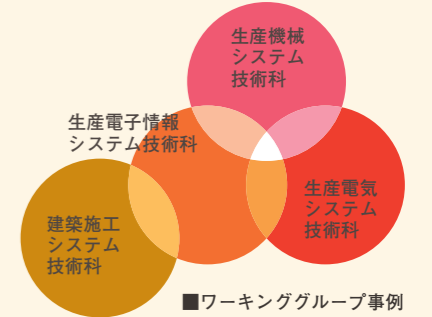 生産機械
システム
技術科
生産電子情報
システム技術科
生産電気
システム
技術科
建築施工
システム
技術科
■ワーキンググループ事例